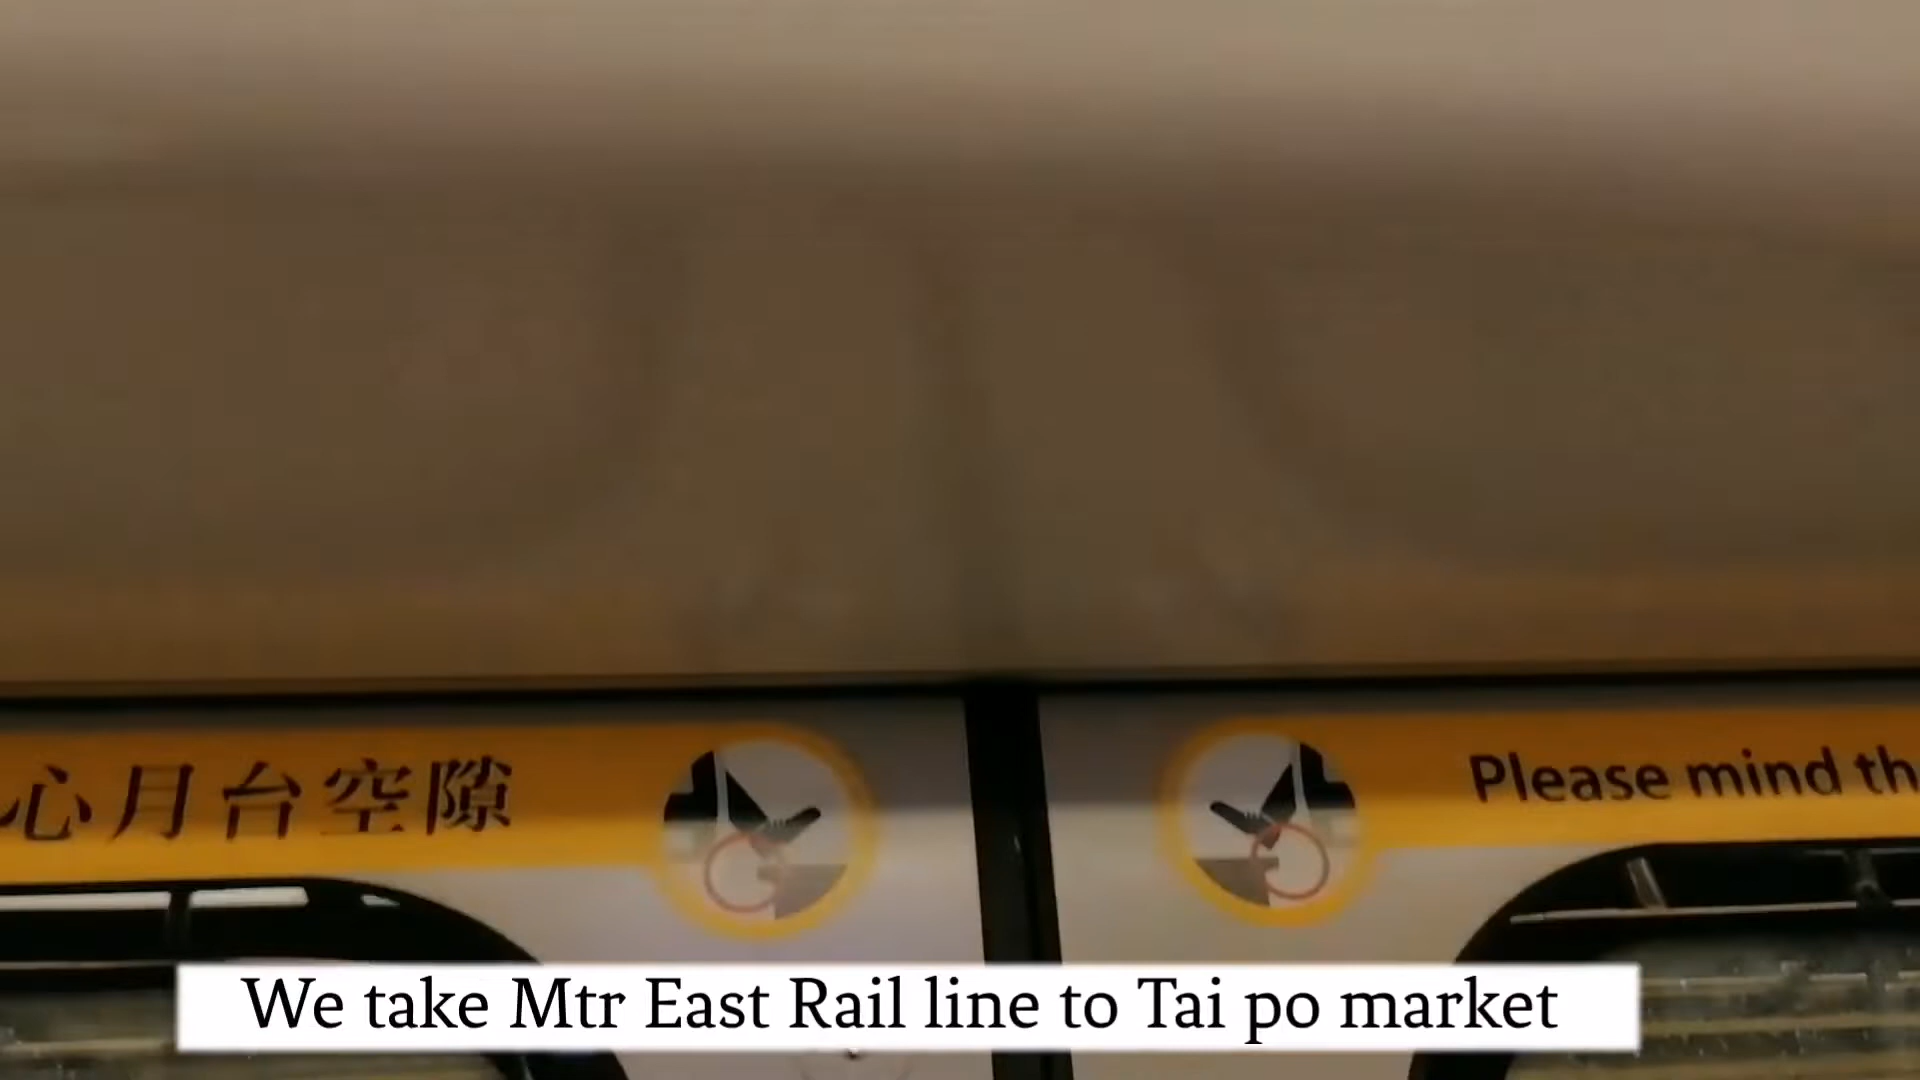 心月台空隙
Please mind th
We take Mtr East Rail line to Tai po market